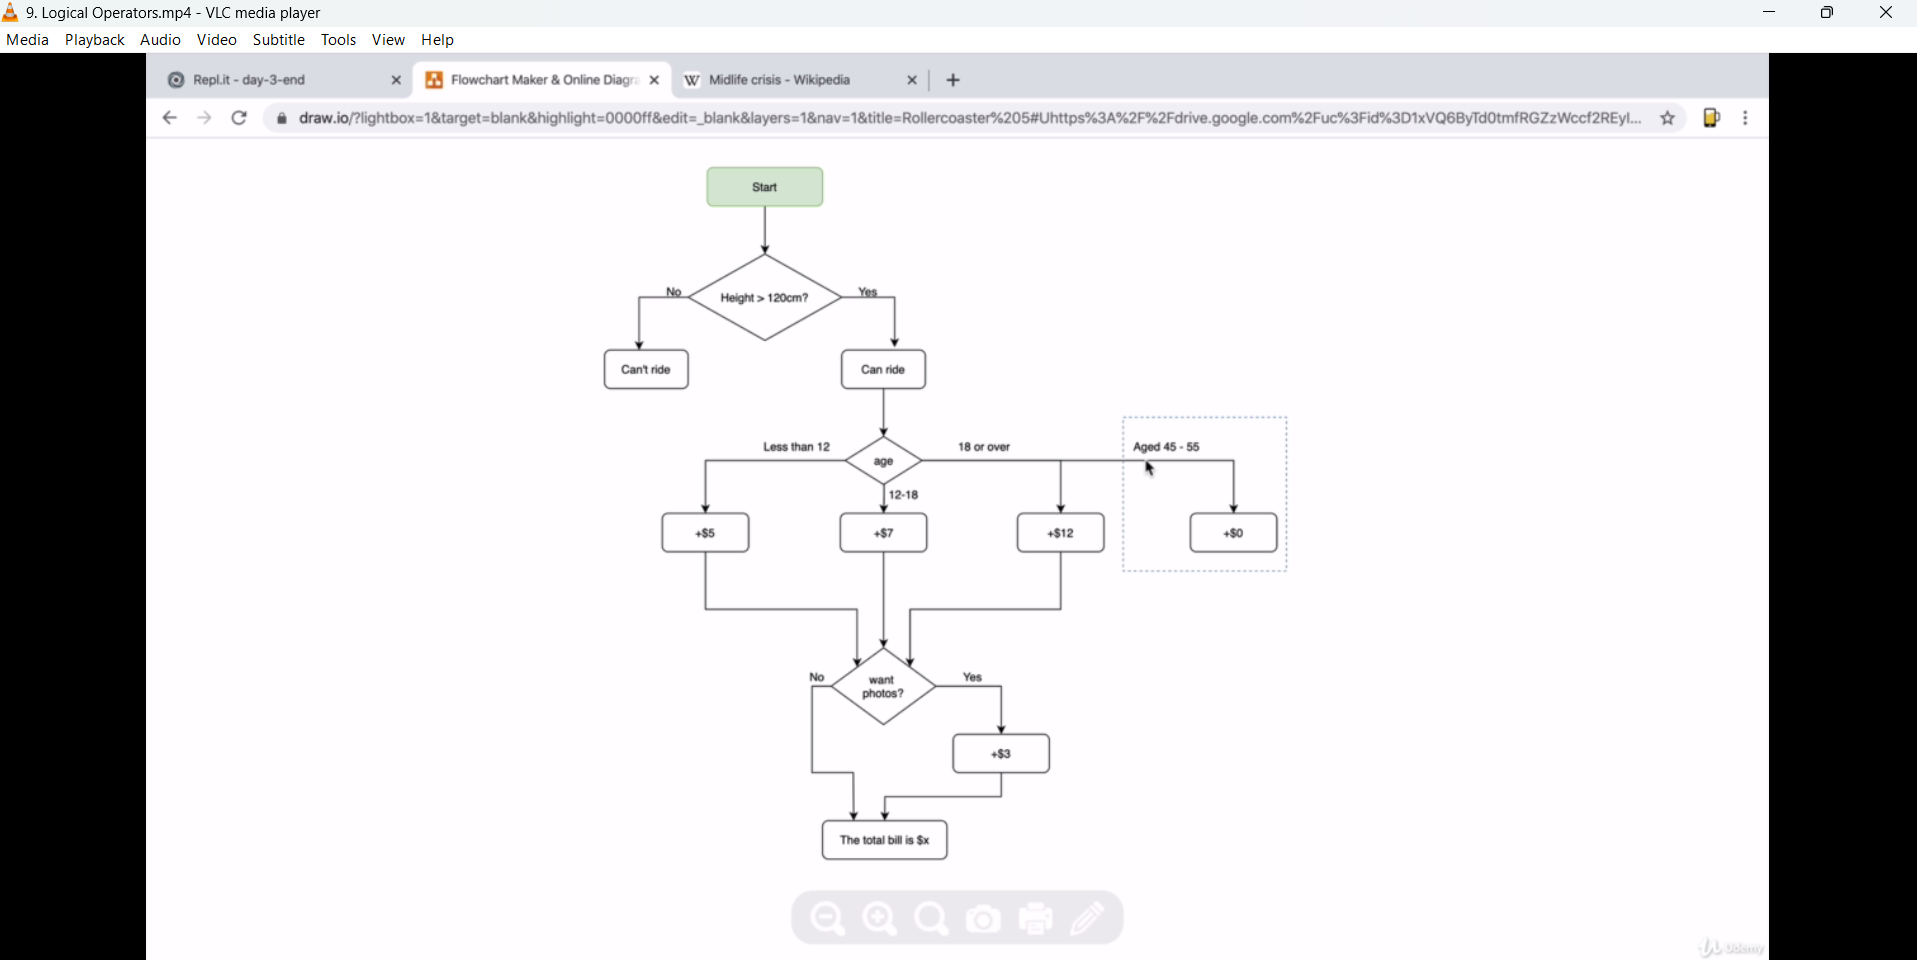 9. Logical Operators.mp4 - VLC media player
Media Playback Audio Video Subtitle Tools View Help
Repl.it - day-3-end
Flowchart Maker & Online Diagra
W Midlife crisis - Wikipedia
draw.io/?lightbox=1&target=blank&highlight=0000ff&edit=_blank&layers=1&nav=1&title=Rollercoaster%205#Uhttps%3A%2F%2Fdrive.google.com%2Fuc%3Fid%3D1xVQ6ByTd0tmfRGZzWccf2REyl...
Start
No
Height > 120cm?
Yes
Can't ride
Can ride
Less than 12
age
18 or over
Aged 45 - 55
12-18
+$5
+$7
+$12
+$0
No
want
photos?
Yes
+$3
The total bill is $x
Udemy